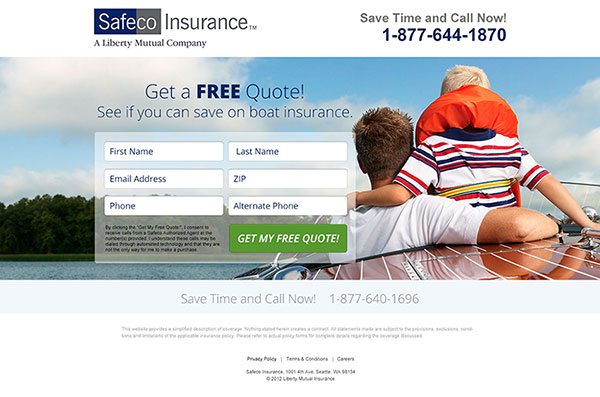 Safeco Insurance™
A Liberty Mutual Company
Save Time and Call Now!
1-877-644-1870
Get a FREE Quote!
See if you can save on boat insurance.
First Name
Last Name
Email Address
ZIP
Phone
Alternate Phone
By clicking the "Get My Free Quote!", I consent to
receive calls from a Safeco Authorized Agent at the
number(s) provided. I understand these calls may be
dialed through automated technology and that they are
not the only way for me to make a purchase.
GET MY FREE QUOTE!
Save Time and Call Now! 1-877-640-1696
This website provides a simplified description of coverage. Nothing stated herein creates a contract. All statements made are subject to the provisions, exclusions, condi-
tions and limitations of the applicable insurance policy. Please refer to actual policy forms for complete details regarding the coverage discussed.
Privacy Policy | Terms & Conditions | Careers
Safeco Insurance, 1001 4th Ave, Seattle, WA 98154
© 2012 Liberty Mutual Insurance